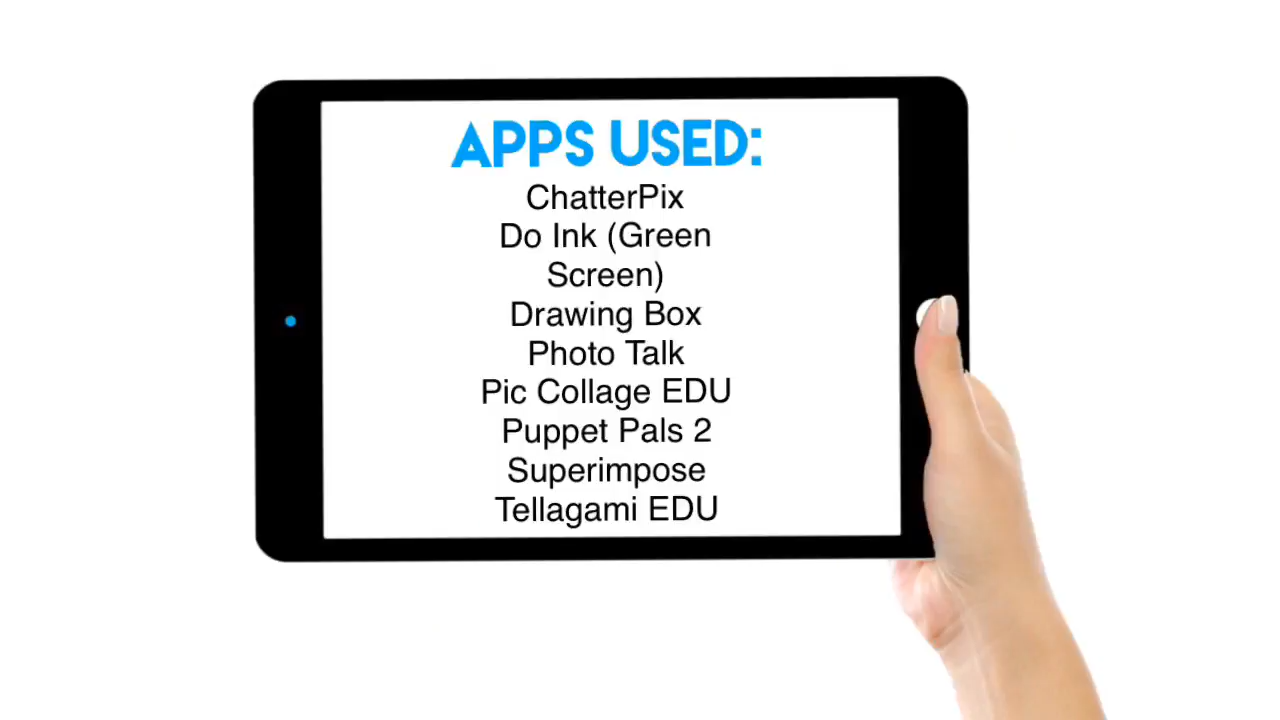 APPS USED:
ChatterPix
Do Ink (Green
Screen)
Drawing Box
Photo Talk
Pic Collage EDU
Puppet Pals 2
Superimpose
Tellagami EDU